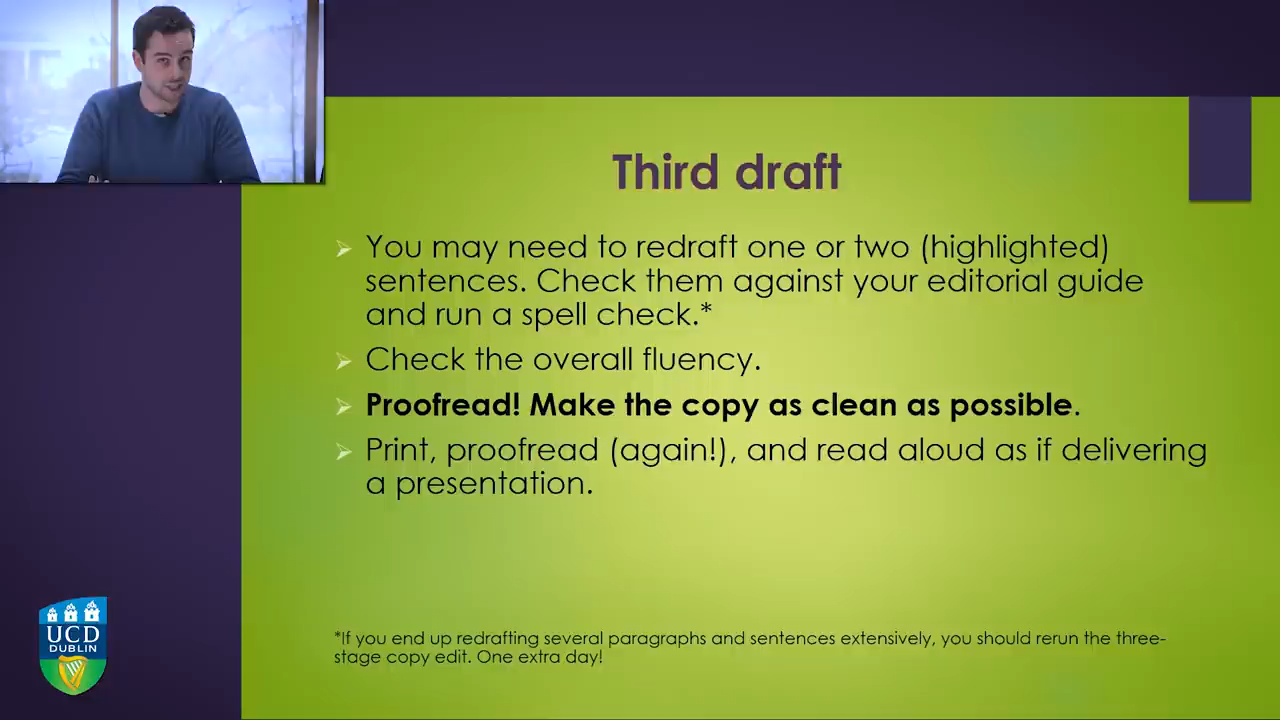 Third draft
You may need to redraft one or two (highlighted)
sentences. Check them against your editorial guide
and run a spell check.*
Check the overall fluency.
Proofread! Make the copy as clean as possible.
Print, proofread (again!), and read aloud as if delivering
a presentation.
*If you end up redrafting several paragraphs and sentences extensively, you should rerun the three-
stage copy edit. One extra day!
UCD
DUBLIN